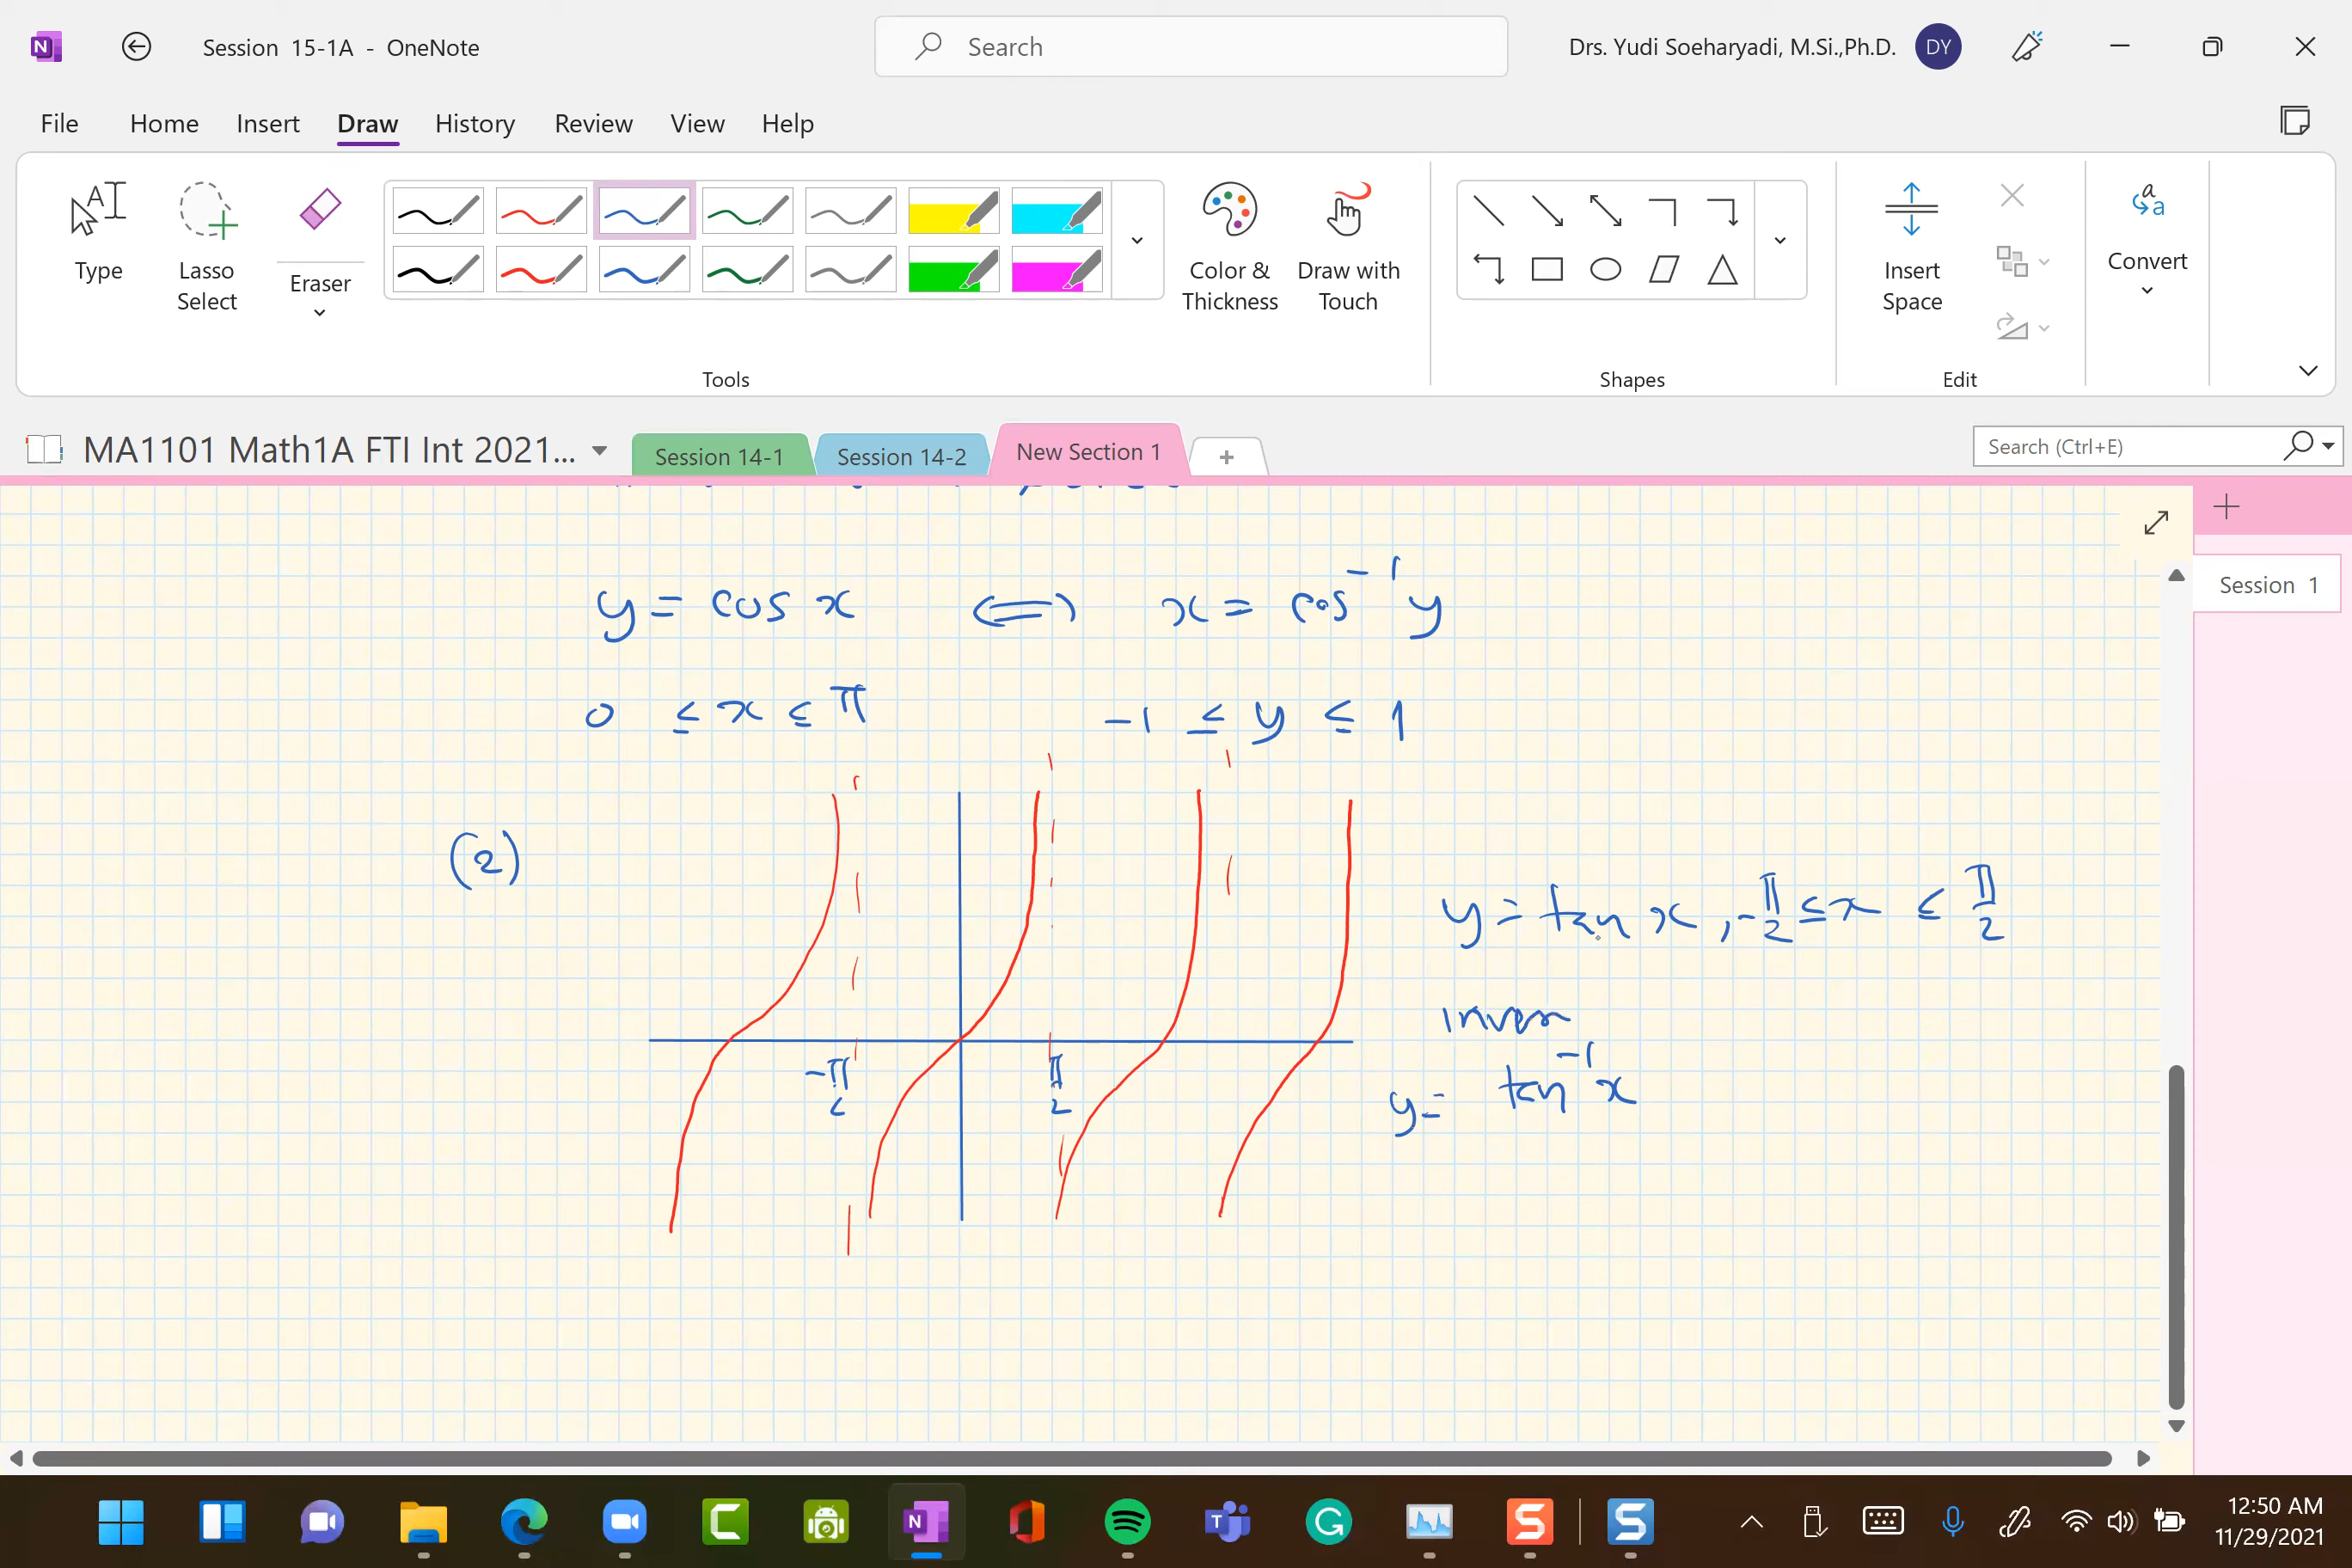 Session 15-1A - OneNote
Search
Drs. Yudi Soeharyadi, M.Si.,Ph.D.
DY
File Home Insert Draw History Review View Help
Type
Lasso Select
Eraser
Color & Thickness
Draw with Touch
Insert Space
Convert
Tools
Shapes
Edit
MA1101 Math1A FTI Int 2021...
Session 14-1
Session 14-2
New Section 1
Search (Ctrl+E)
Session 1
y = cos x ⟺ x = cos⁻¹ y
0 ≤ x ≤ π -1 ≤ y ≤ 1
(2)
y = tan x, -π/2 ≤ x ≤ π/2
y = tan⁻¹ x
-π/2
π/2
12:50 AM
11/29/2021